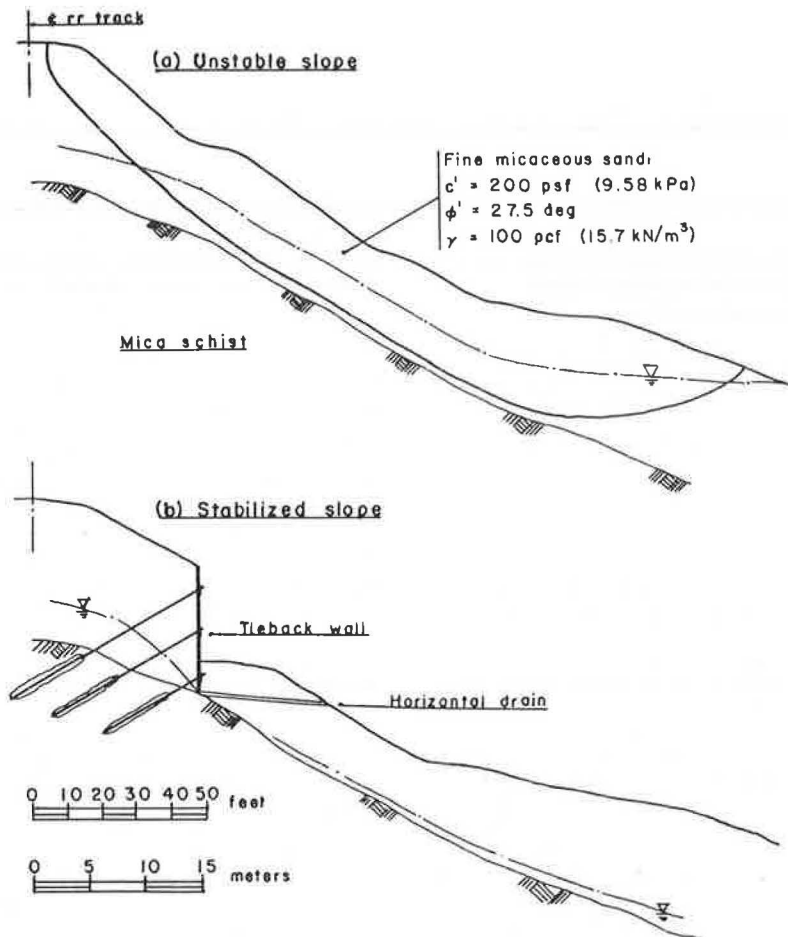 ¢ rr track
(a) Unstable slope
Fine micaceous sand:
c' = 200 psf (9.58 kPa)
ϕ' = 27.5 deg
γ = 100 pcf (15.7 kN/m³)
Mica schist
(b) Stabilized slope
Tieback wall
Horizontal drain
0 10 20 30 40 50 feet
0 5 10 15 meters